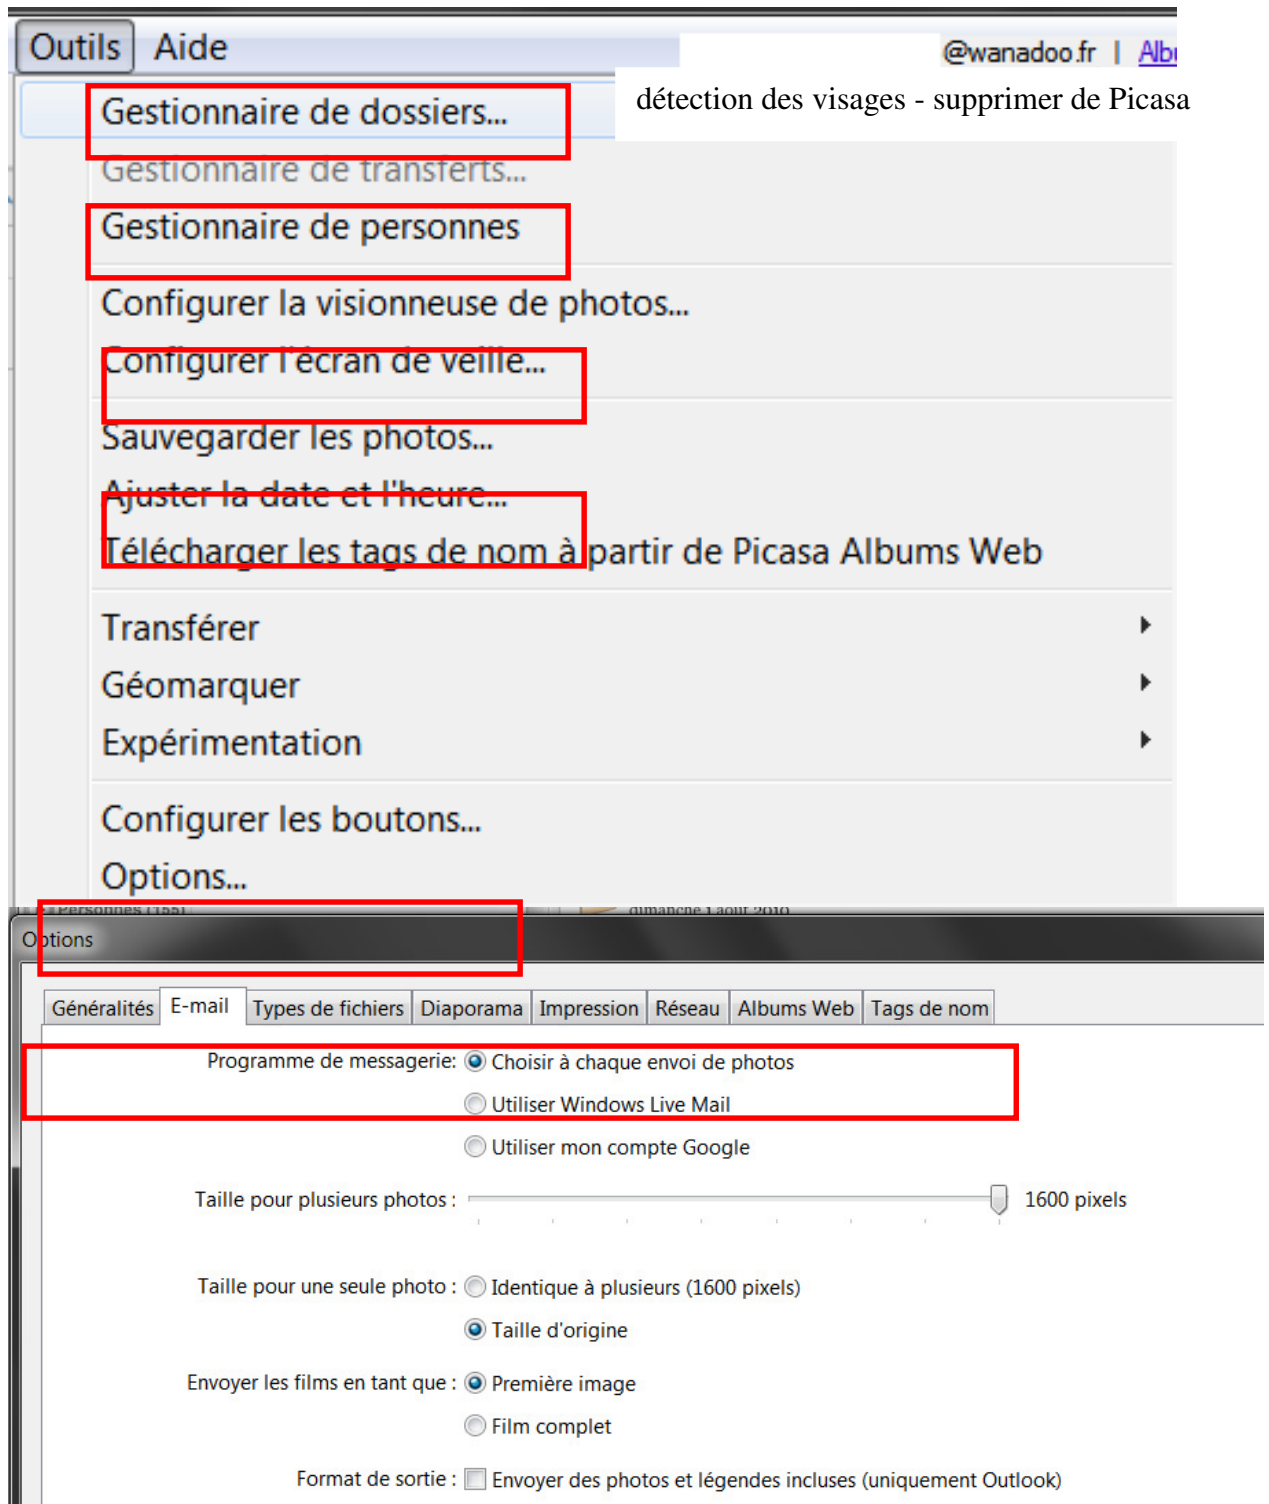 Outils Aide
@wanadoo.fr |
détection des visages - supprimer de Picasa
Gestionnaire de dossiers...
Gestionnaire de transferts...
Gestionnaire de personnes
Configurer la visionneuse de photos...
Configurer l'écran de veille...
Sauvegarder les photos...
Ajuster la date et l'heure...
Télécharger les tags de nom à partir de Picasa Albums Web
Transférer
Géomarquer
Expérimentation
Configurer les boutons...
Options...
Personnes (155) dimanche 1 août 2010
Options
Généralités E-mail Types de fichiers Diaporama Impression Réseau Albums Web Tags de nom
Programme de messagerie: Choisir à chaque envoi de photos
Utiliser Windows Live Mail
Utiliser mon compte Google
Taille pour plusieurs photos : 1600 pixels
Taille pour une seule photo : Identique à plusieurs (1600 pixels)
Taille d'origine
Envoyer les films en tant que : Première image
Film complet
Format de sortie : Envoyer des photos et légendes incluses (uniquement Outlook)